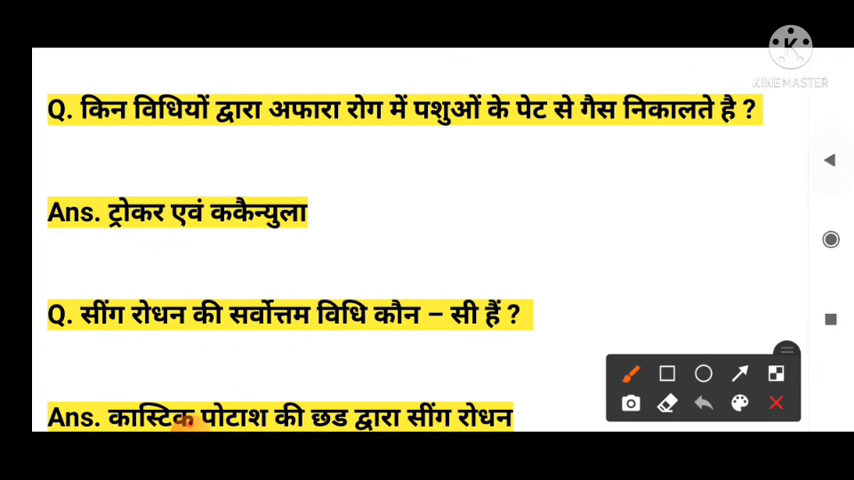 KINEMASTER
Q. किन विधियों द्वारा अफारा रोग में पशुओं के पेट से गैस निकालते है ?
Ans. ट्रोकर एवं ककैन्युला
Q. सींग रोधन की सर्वोत्तम विधि कौन – सी हैं ?
Ans. कास्टिक पोटाश की छड द्वारा सींग रोधन